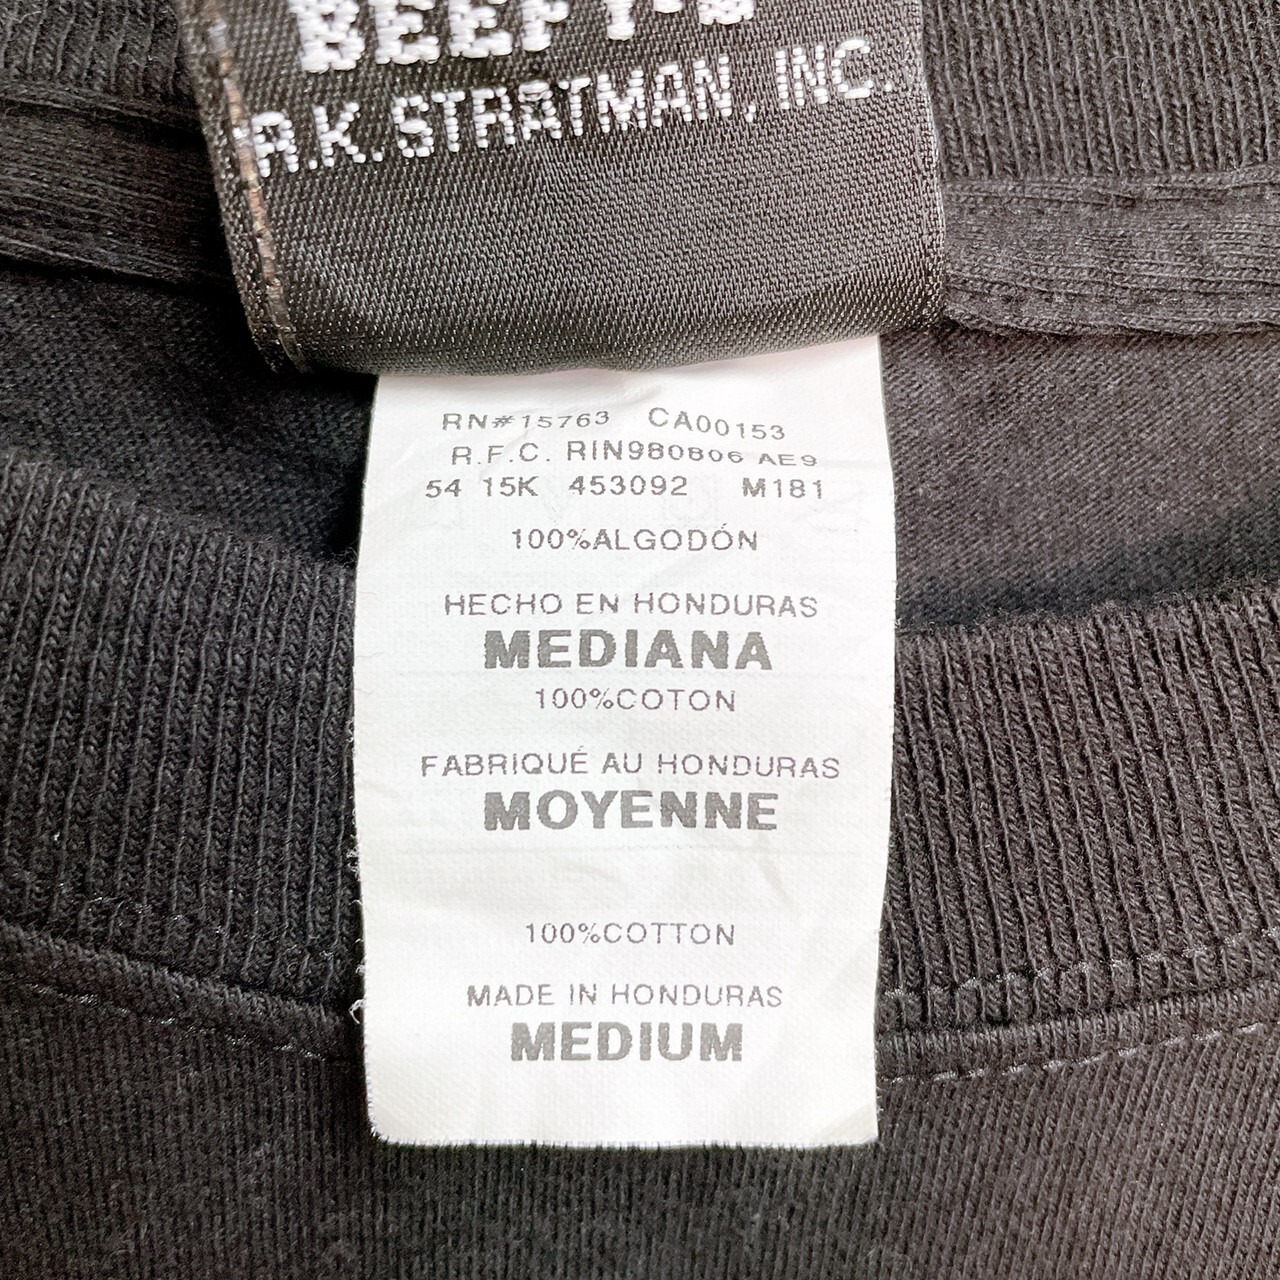 BEEFY-T
R.K. STRATMAN, INC.
RN#15763 CA00153
R.F.C. RIN980806 AE9
54 15K 453092 M181
100%ALGODÓN
HECHO EN HONDURAS
MEDIANA
100%COTON
FABRIQUÉ AU HONDURAS
MOYENNE
100%COTTON
MADE IN HONDURAS
MEDIUM